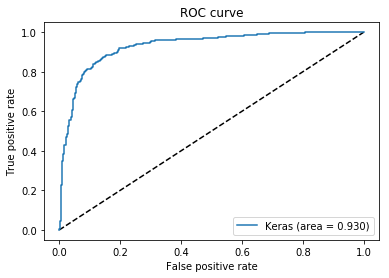 ROC curve
True positive rate
1.0
0.8
0.6
0.4
0.2
0.0
Keras (area = 0.930)
0.0 0.2 0.4 0.6 0.8 1.0
False positive rate